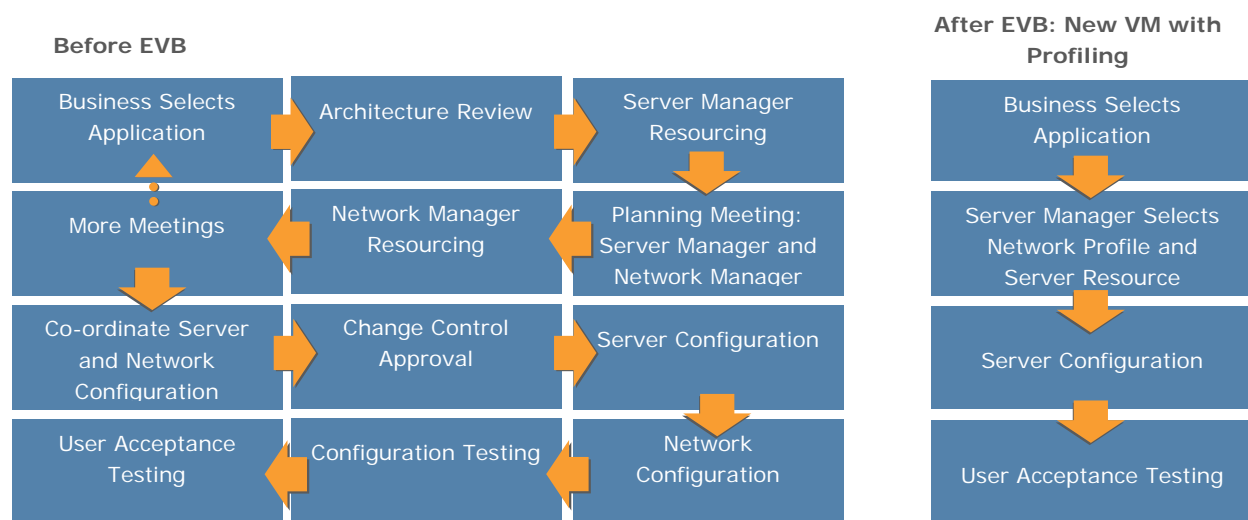 Before EVB
Business Selects
Application
Architecture Review
Server Manager
Resourcing
More Meetings
Network Manager
Resourcing
Planning Meeting:
Server Manager and
Network Manager
Co-ordinate Server
and Network
Configuration
Change Control
Approval
Server Configuration
User Acceptance
Testing
Configuration Testing
Network
Configuration
After EVB: New VM with
Profiling
Business Selects
Application
Server Manager Selects
Network Profile and
Server Resource
Server Configuration
User Acceptance Testing